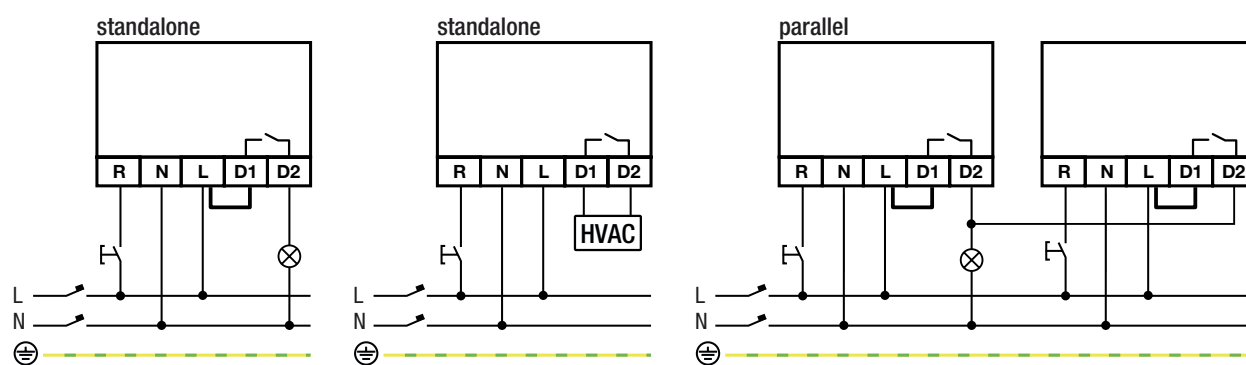 standalone
R N L D1 D2
L
N
standalone
R N L D1 D2
HVAC
L
N
parallel
R N L D1 D2
R N L D1 D2
L
N